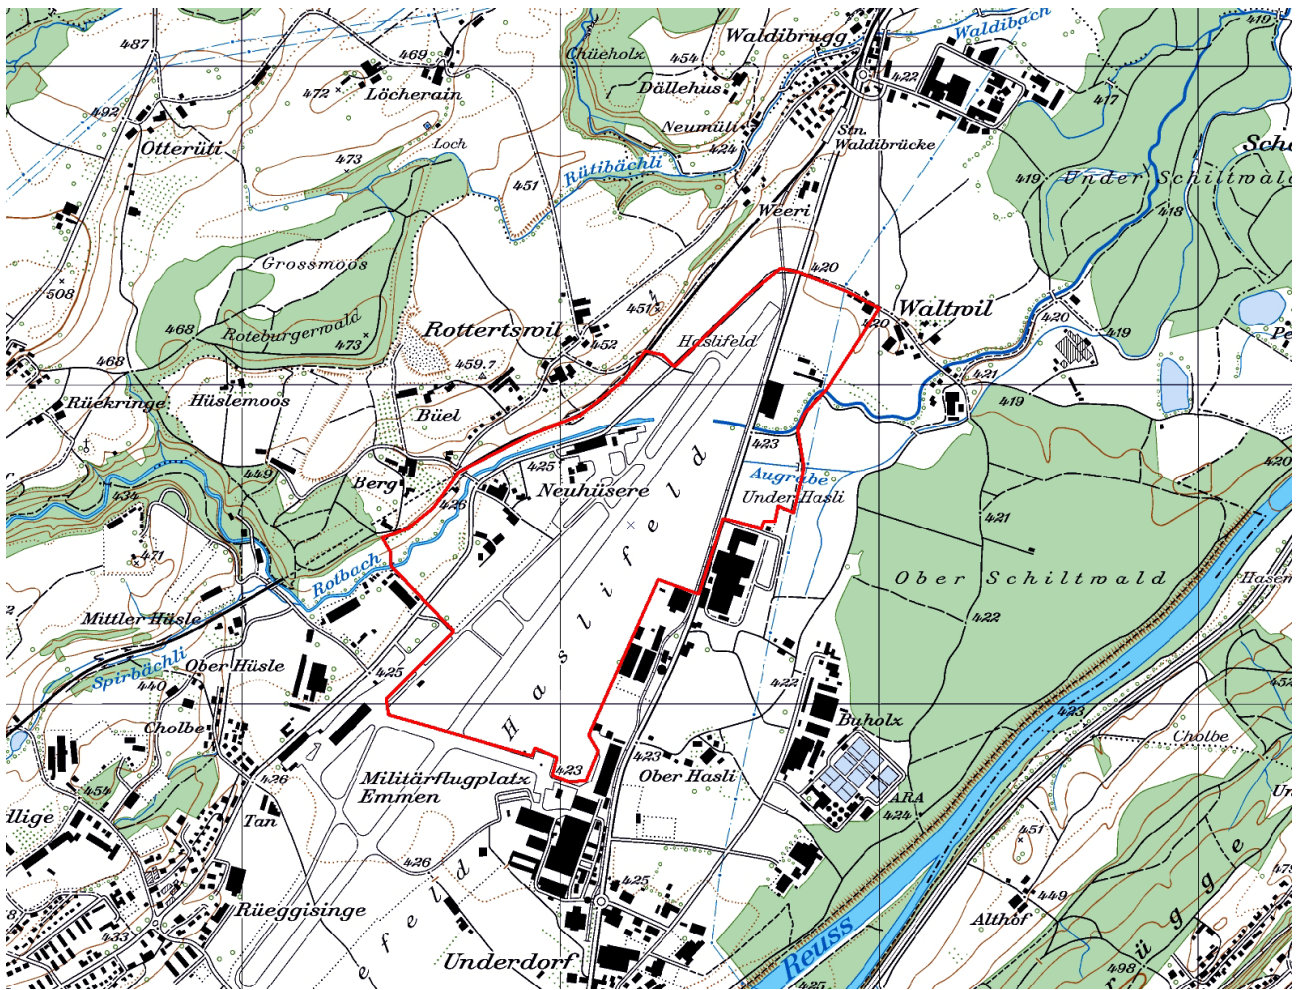 487
469
Löcherain
472
492
Otterüti
473
Loch
451
Chüeholz
454
Dällehus
Neumüli
424
Rütibächli
Waldibrugg
Waldibach
422
Stn.
Waldibrücke
419
417
Under Schiltwald
419
418
Weeri
508
Grossmoos
Roteburgerwald
468
473
468
Rottertswil
451
452
459.7
Haslifeld
420
420
Waltwil
420
419
421
419
Rückringe
Hüslemoos
Büel
449
Berg
434
426
425
Neuhüsere
423
Augrabe
Under Hasli
420
421
Ober Schiltwald
422
471
Rotbach
Mittler Hüsle
Spirbächli
Ober Hüsle
440
425
Haslifeld
422
423
Cholbe
Cholbe
Buholz
423
423
Ober Hasli
Militärflugplatz
Emmen
426
454
Tan
426
ARA
424
451
449
Althof
425
Rüeggisinge
433
Underdorf
Reuss
425
498